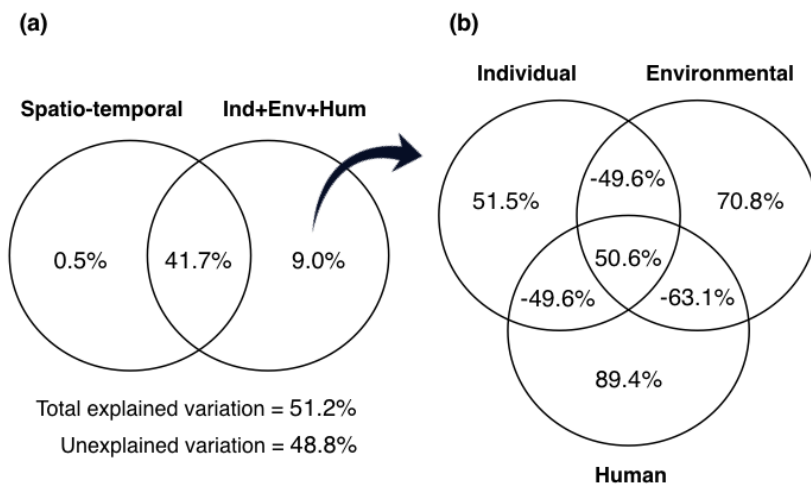 (a)
Spatio-temporal
Ind+Env+Hum
0.5%
41.7%
9.0%
Total explained variation = 51.2%
Unexplained variation = 48.8%
(b)
Individual
Environmental
-49.6%
51.5%
70.8%
50.6%
-49.6%
-63.1%
89.4%
Human